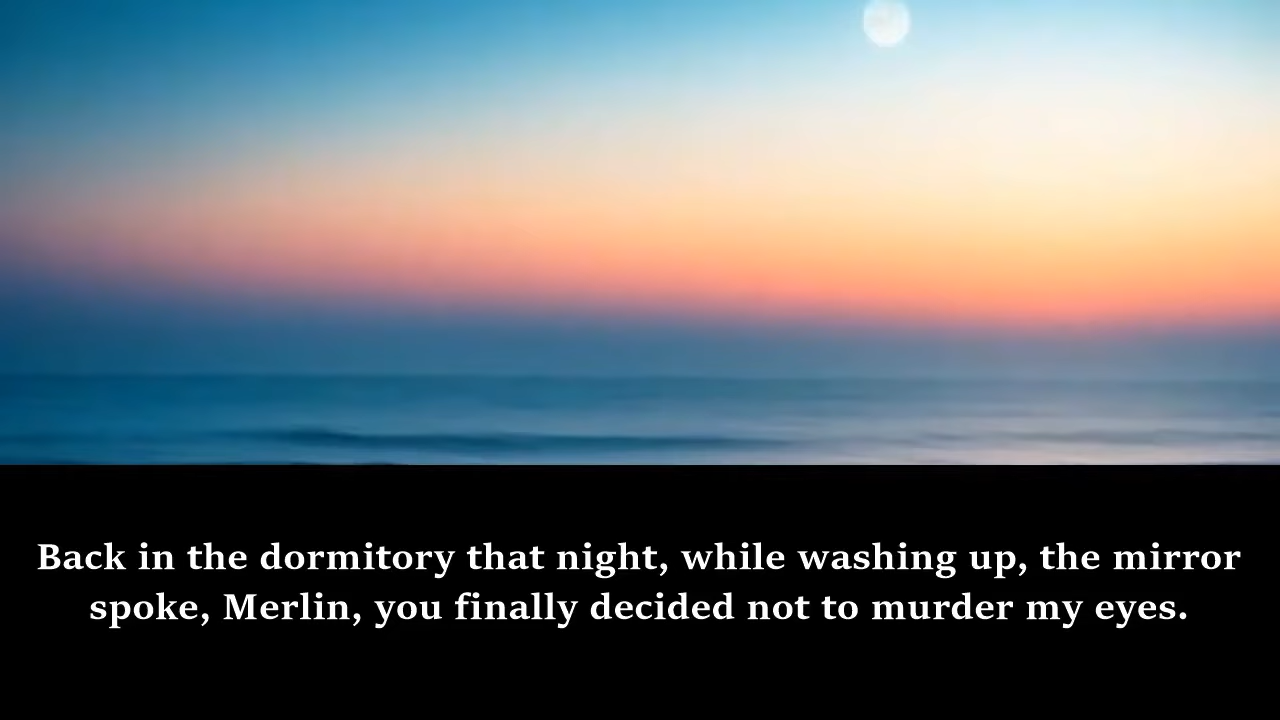 Back in the dormitory that night, while washing up, the mirror
spoke, Merlin, you finally decided not to murder my eyes.